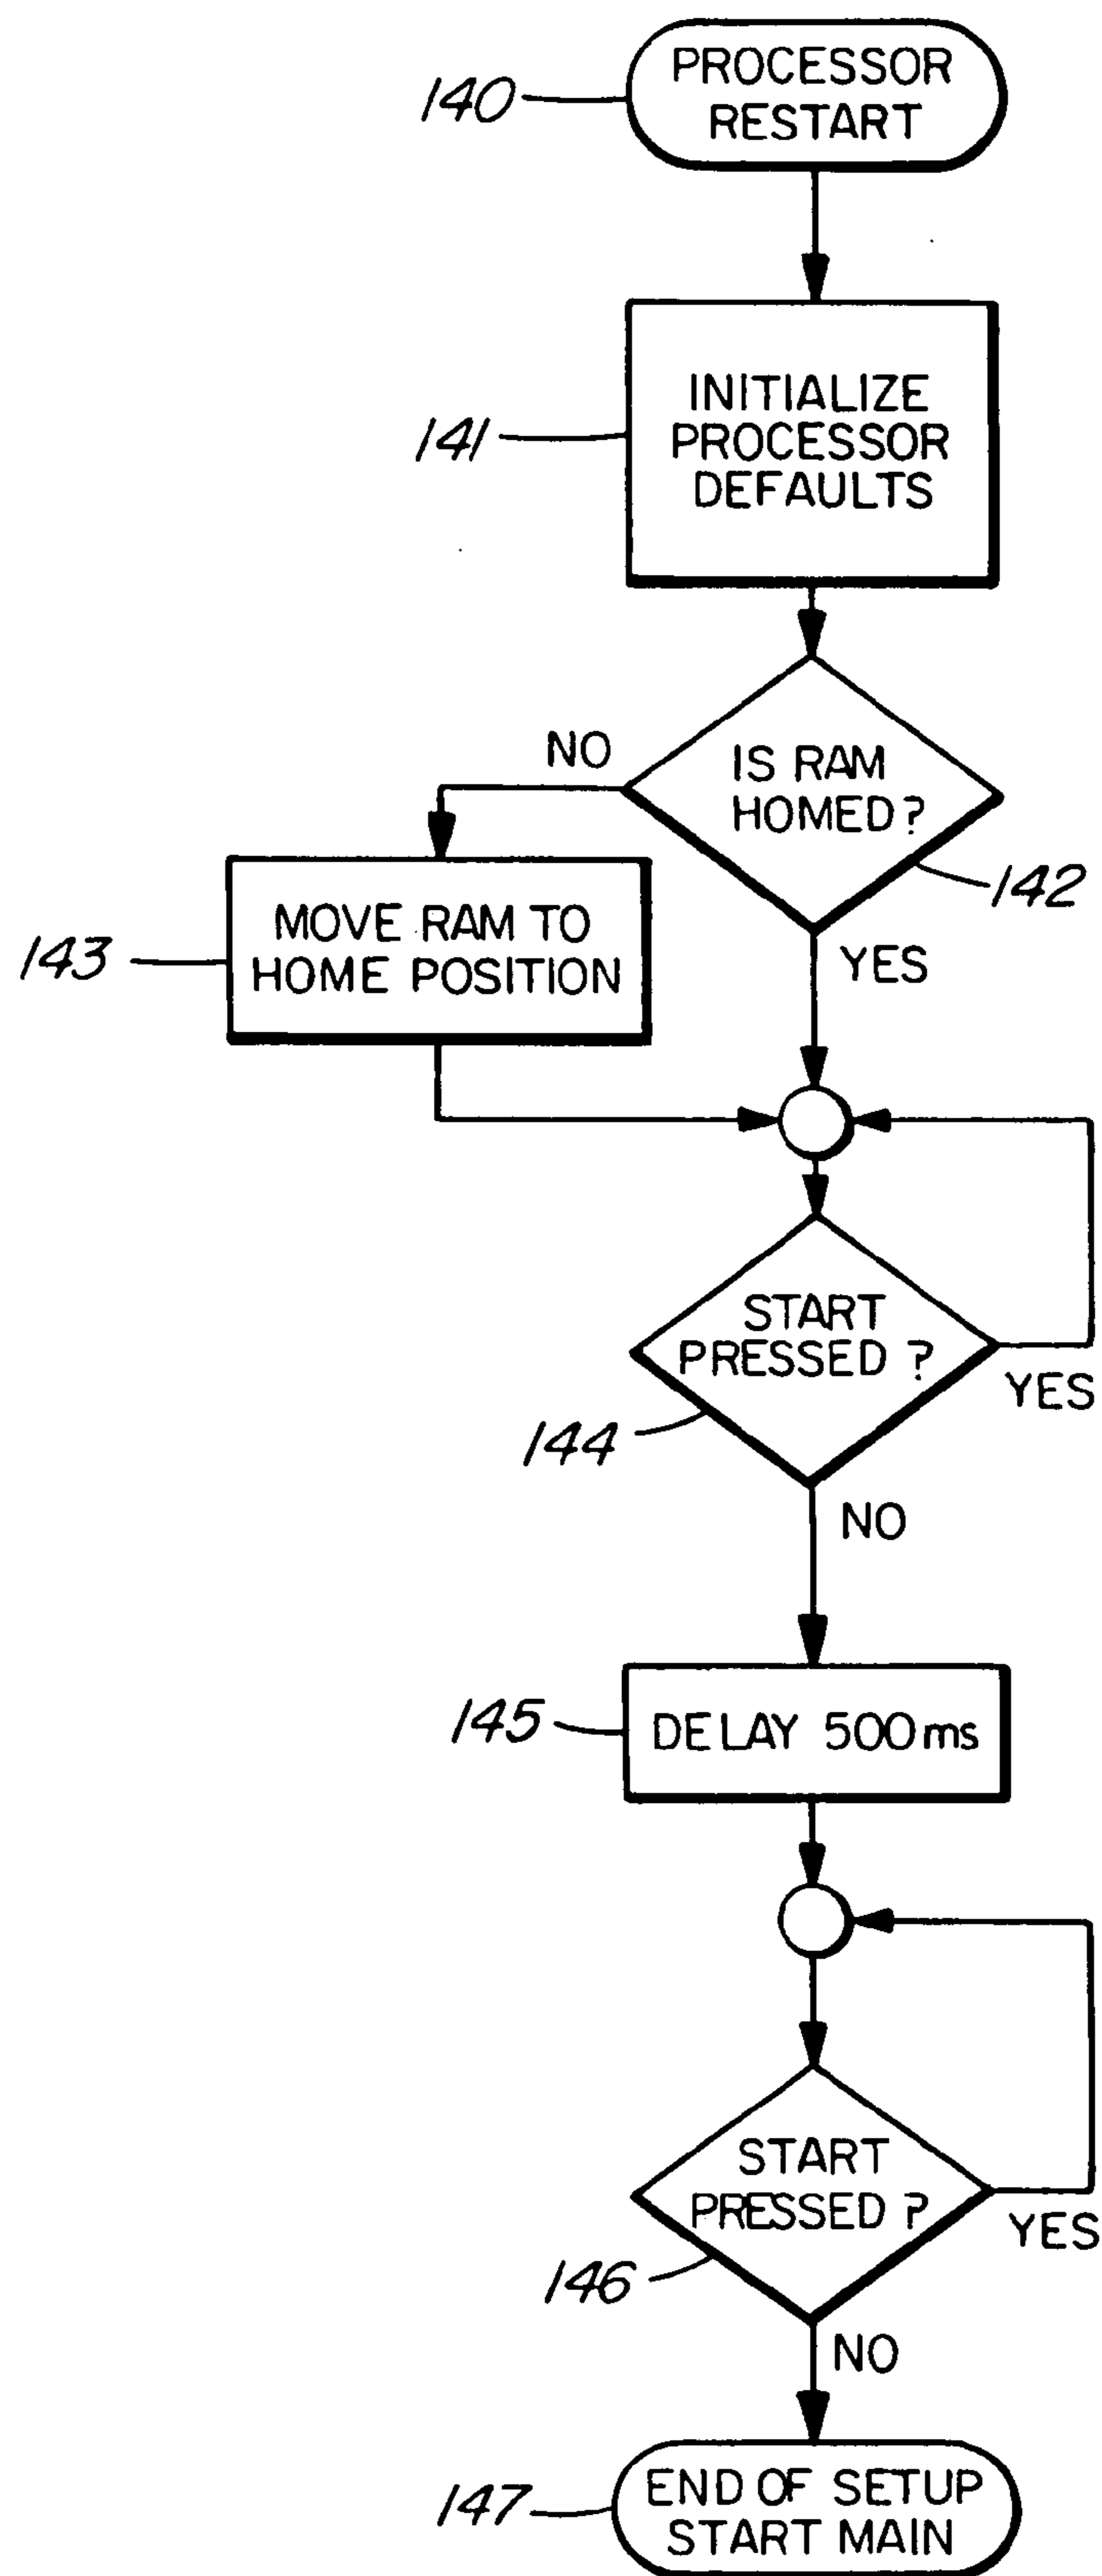 140
PROCESSOR
RESTART
141
INITIALIZE
PROCESSOR
DEFAULTS
NO
IS RAM
HOMED?
142
143
MOVE RAM TO
HOME POSITION
YES
START
PRESSED ?
YES
144
NO
145
DELAY 500ms
START
PRESSED ?
YES
146
NO
147
END OF SETUP
START MAIN